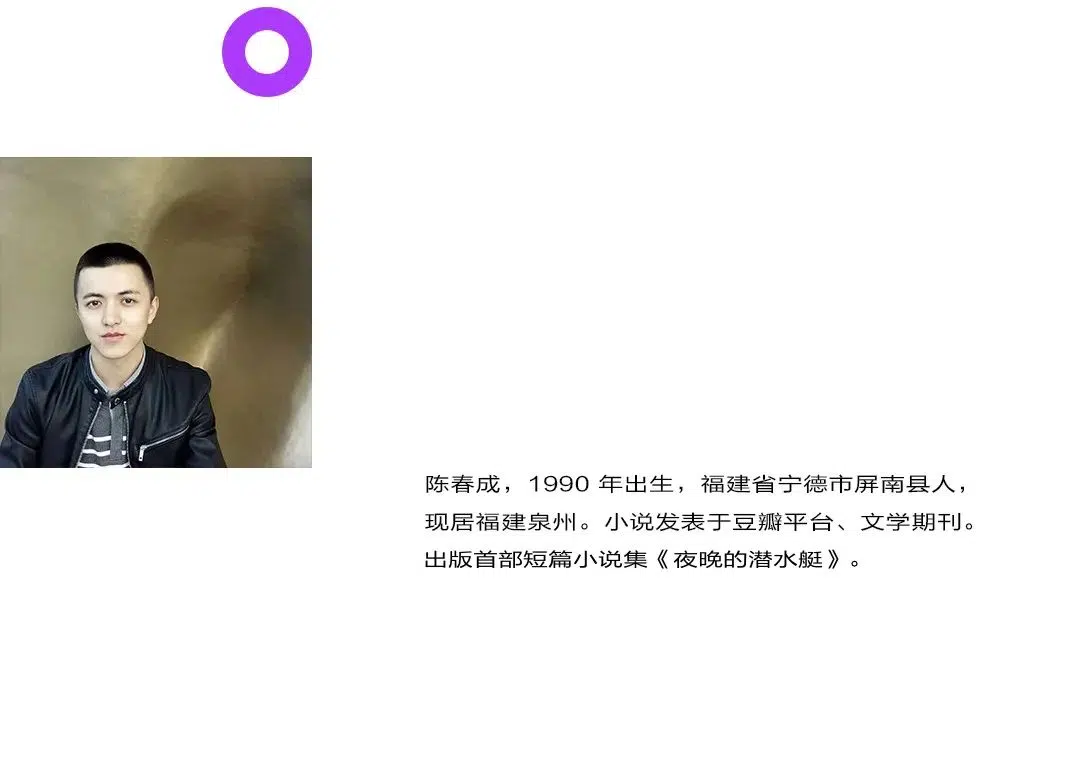 陈春成，1990 年出生，福建省宁德市屏南县人，
现居福建泉州。小说发表于豆瓣平台、文学期刊。
出版首部短篇小说集《夜晚的潜水艇》。